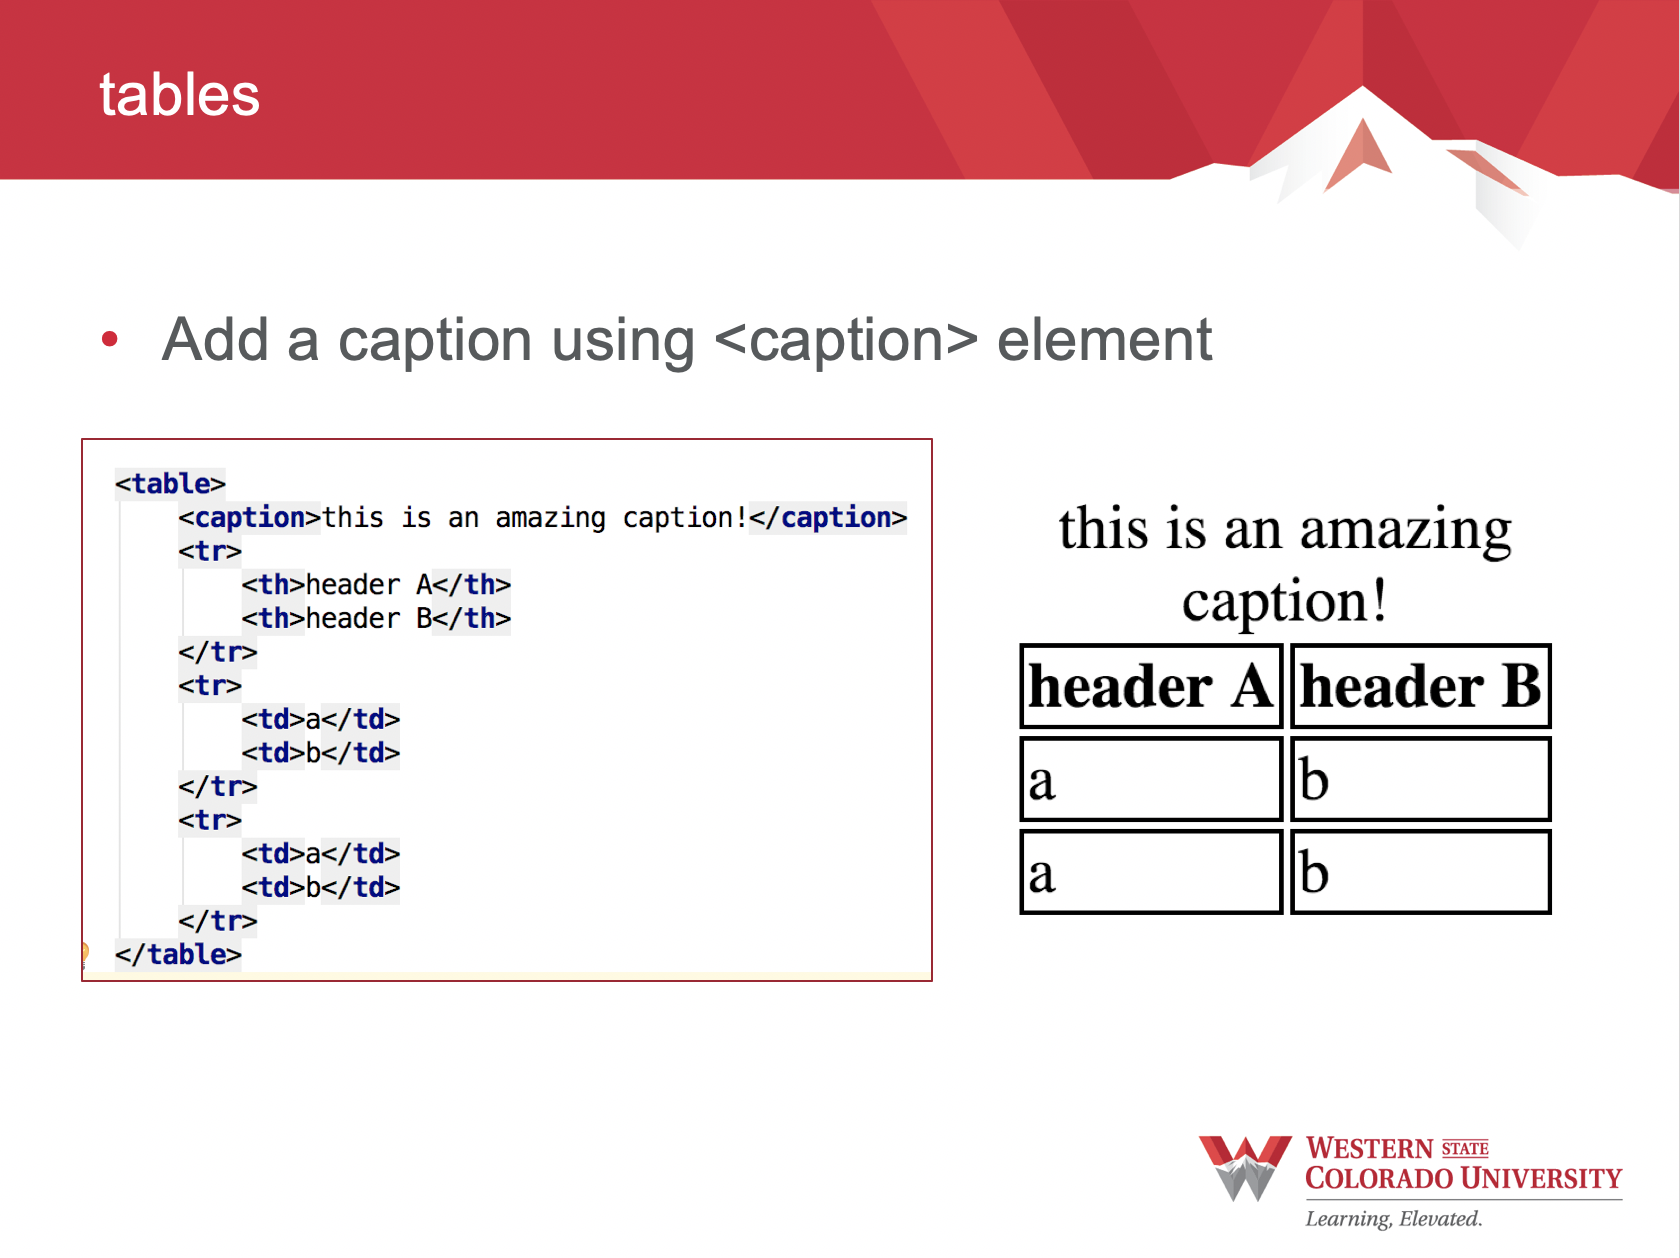 tables
• Add a caption using <caption> element
<table>
<caption>this is an amazing caption!</caption>
<tr>
<th>header A</th>
<th>header B</th>
</tr>
<tr>
<td>a</td>
<td>b</td>
</tr>
<tr>
<td>a</td>
<td>b</td>
</tr>
</table>
this is an amazing
caption!
header A header B
a b
a b
WESTERN STATE
COLORADO UNIVERSITY
Learning, Elevated.